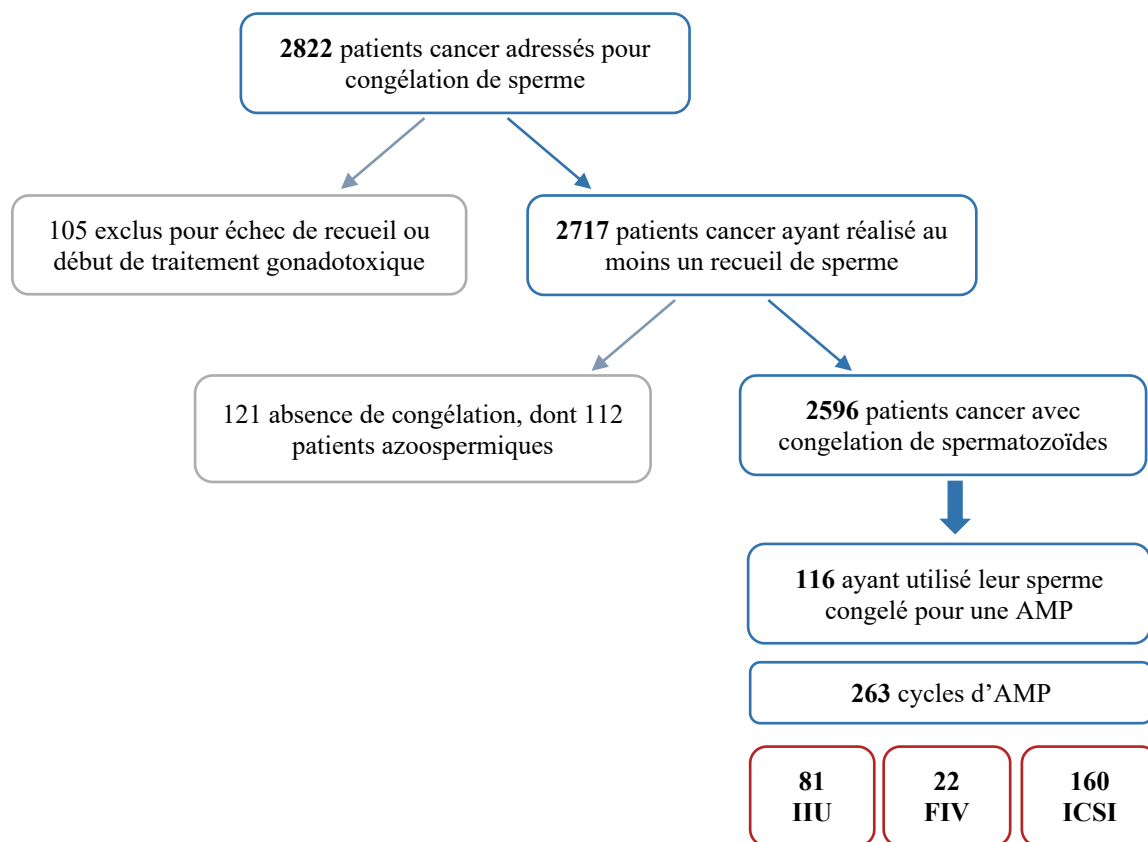 2822 patients cancer adressés pour
congélation de sperme
105 exclus pour échec de recueil ou
début de traitement gonadotoxique
2717 patients cancer ayant réalisé au
moins un recueil de sperme
121 absence de congélation, dont 112
patients azoospermiques
2596 patients cancer avec
congelation de spermatozoïdes
116 ayant utilisé leur sperme
congelé pour une AMP
263 cycles d’AMP
81
IIU
22
FIV
160
ICSI